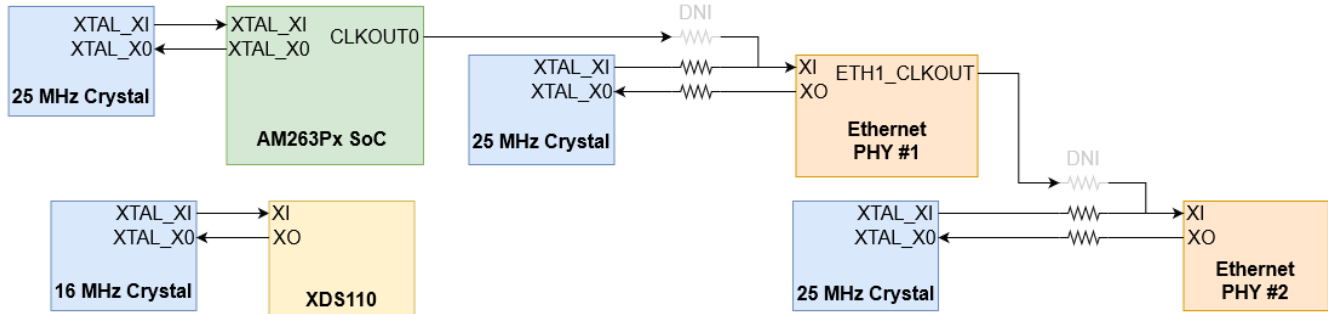 XTAL_XI
XTAL_X0
25 MHz Crystal
XTAL_XI
XTAL_X0
CLKOUT0
AM263Px SoC
DNI
XTAL_XI
XTAL_X0
25 MHz Crystal
XI
XO
ETH1_CLKOUT
Ethernet
PHY #1
DNI
XTAL_XI
XTAL_X0
16 MHz Crystal
XI
XO
XDS110
XTAL_XI
XTAL_X0
25 MHz Crystal
XI
XO
Ethernet
PHY #2